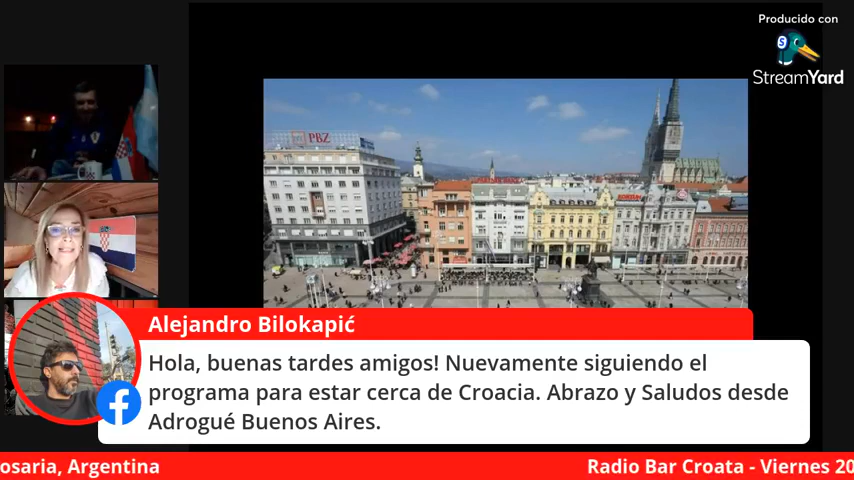 Producido con
StreamYard
PBZ
Alejandro Bilokapić
Hola, buenas tardes amigos! Nuevamente siguiendo el
programa para estar cerca de Croacia. Abrazo y Saludos desde
Adrogué Buenos Aires.
osaria, Argentina
Radio Bar Croata - Viernes 20